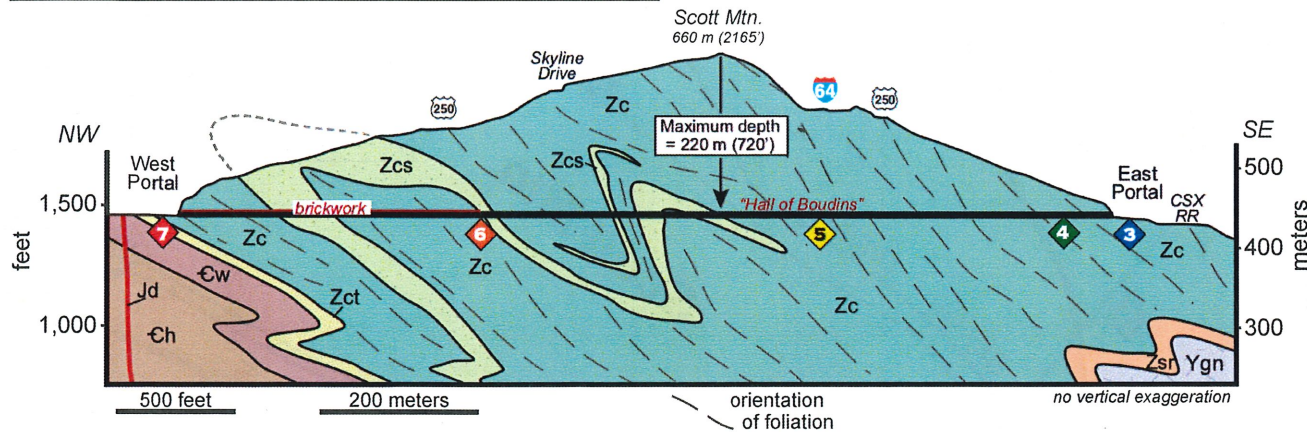 Scott Mtn.
660 m (2165')
Skyline
Drive
64
250
250
Zc
NW
Maximum depth
= 220 m (720')
SE
Zcs
Zcs
West
Portal
500
East
Portal
CSX
RR
1,500
brickwork
"Hall of Boudins"
7
6
5
4
3
400
Zc
Zc
Zc
feet
meters
Єw
Jd
Zct
Zc
1,000
Єh
300
Zsr
Ygn
500 feet
200 meters
orientation
of foliation
no vertical exaggeration